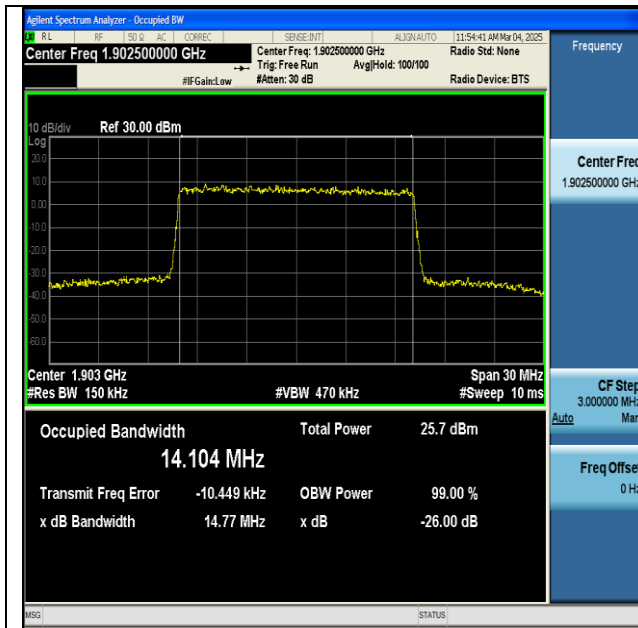 Agilent Spectrum Analyzer - Occupied BW
RL RF 50 Ω AC CORREC SENSE:INT ALIGN AUTO 11:54:41 AM Mar 04, 2025
Center Freq 1.902500000 GHz
Center Freq: 1.902500000 GHz
Radio Std: None
Trig: Free Run Avg|Hold: 100/100
#IFGain:Low #Atten: 30 dB Radio Device: BTS
10 dB/div Ref 30.00 dBm
Log
20.0
10.0
0.00
-10.0
-20.0
-30.0
-40.0
-50.0
-60.0
Center 1.903 GHz Span 30 MHz
#Res BW 150 kHz #VBW 470 kHz #Sweep 10 ms
Occupied Bandwidth Total Power 25.7 dBm
14.104 MHz
Transmit Freq Error -10.449 kHz OBW Power 99.00 %
x dB Bandwidth 14.77 MHz x dB -26.00 dB
MSG STATUS
Frequency
Center Freq
1.902500000 GHz
CF Step
3.000000 MHz
Auto Man
Freq Offset
0 Hz